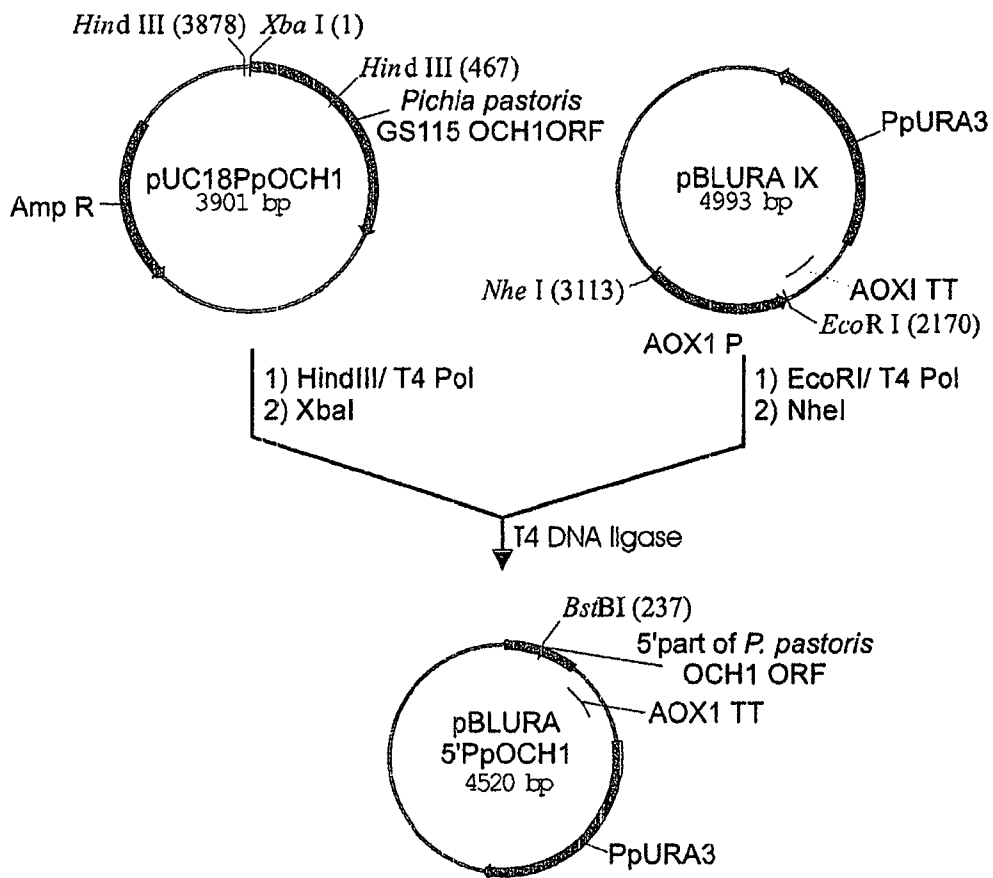 Hind III (3878)
Xba I (1)
Hind III (467)
Pichia pastoris
GS115 OCH1ORF
pUC18PpOCH1
3901 bp
Amp R
PpURA3
pBLURA IX
4993 bp
Nhe I (3113)
AOXI TT
EcoR I (2170)
AOX1 P
1) HindIII/ T4 Pol
2) XbaI
1) EcoRI/ T4 Pol
2) NheI
T4 DNA ligase
BstBI (237)
5'part of P. pastoris
OCH1 ORF
AOX1 TT
pBLURA
5'PpOCH1
4520 bp
PpURA3